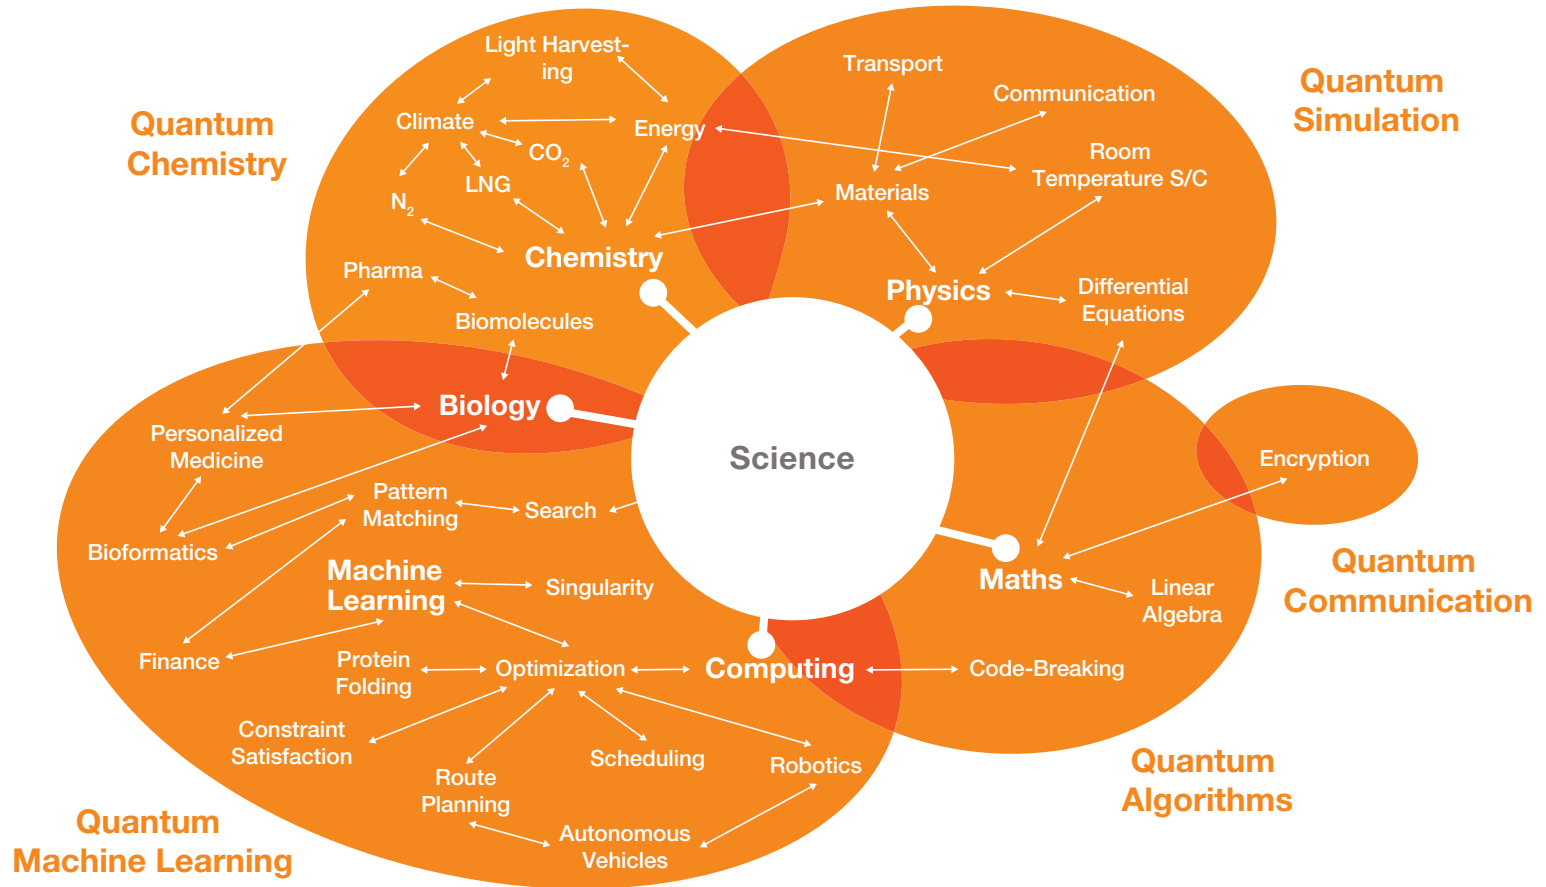 Quantum
Chemistry
Light Harvest-
ing
Climate
Energy
CO2
LNG
N2
Chemistry
Pharma
Biomolecules
Quantum
Simulation
Transport
Communication
Room
Temperature S/C
Materials
Physics
Differential
Equations
Biology
Science
Personalized
Medicine
Pattern
Matching
Search
Bioformatics
Machine
Learning
Singularity
Finance
Protein
Folding
Optimization
Computing
Constraint
Satisfaction
Scheduling
Robotics
Route
Planning
Autonomous
Vehicles
Quantum
Machine Learning
Encryption
Quantum
Communication
Maths
Linear
Algebra
Code-Breaking
Quantum
Algorithms